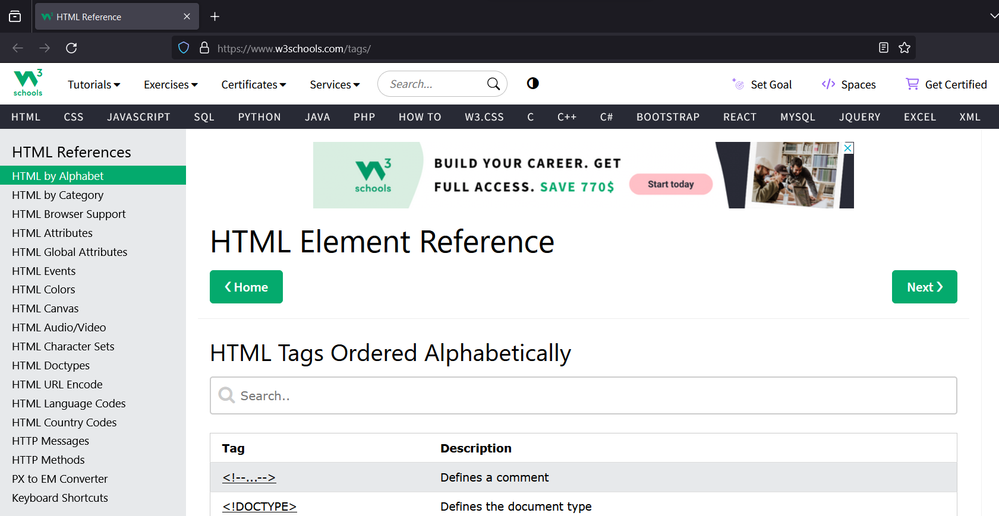 HTML Reference
https://www.w3schools.com/tags/
3
schools
Tutorials
Exercises
Certificates
Services
Search...
Set Goal
Spaces
Get Certified
HTML CSS JAVASCRIPT SQL PYTHON JAVA PHP HOW TO W3.CSS C C++ C# BOOTSTRAP REACT MYSQL JQUERY EXCEL XML
HTML References
HTML by Alphabet
HTML by Category
HTML Browser Support
HTML Attributes
HTML Global Attributes
HTML Events
HTML Colors
HTML Canvas
HTML Audio/Video
HTML Character Sets
HTML Doctypes
HTML URL Encode
HTML Language Codes
HTML Country Codes
HTTP Messages
HTTP Methods
PX to EM Converter
Keyboard Shortcuts
3
schools
BUILD YOUR CAREER. GET
FULL ACCESS. SAVE 770$
Start today
HTML Element Reference
❮ Home
Next ❯
HTML Tags Ordered Alphabetically
Search..
Tag Description
<!--...--> Defines a comment
<!DOCTYPE> Defines the document type